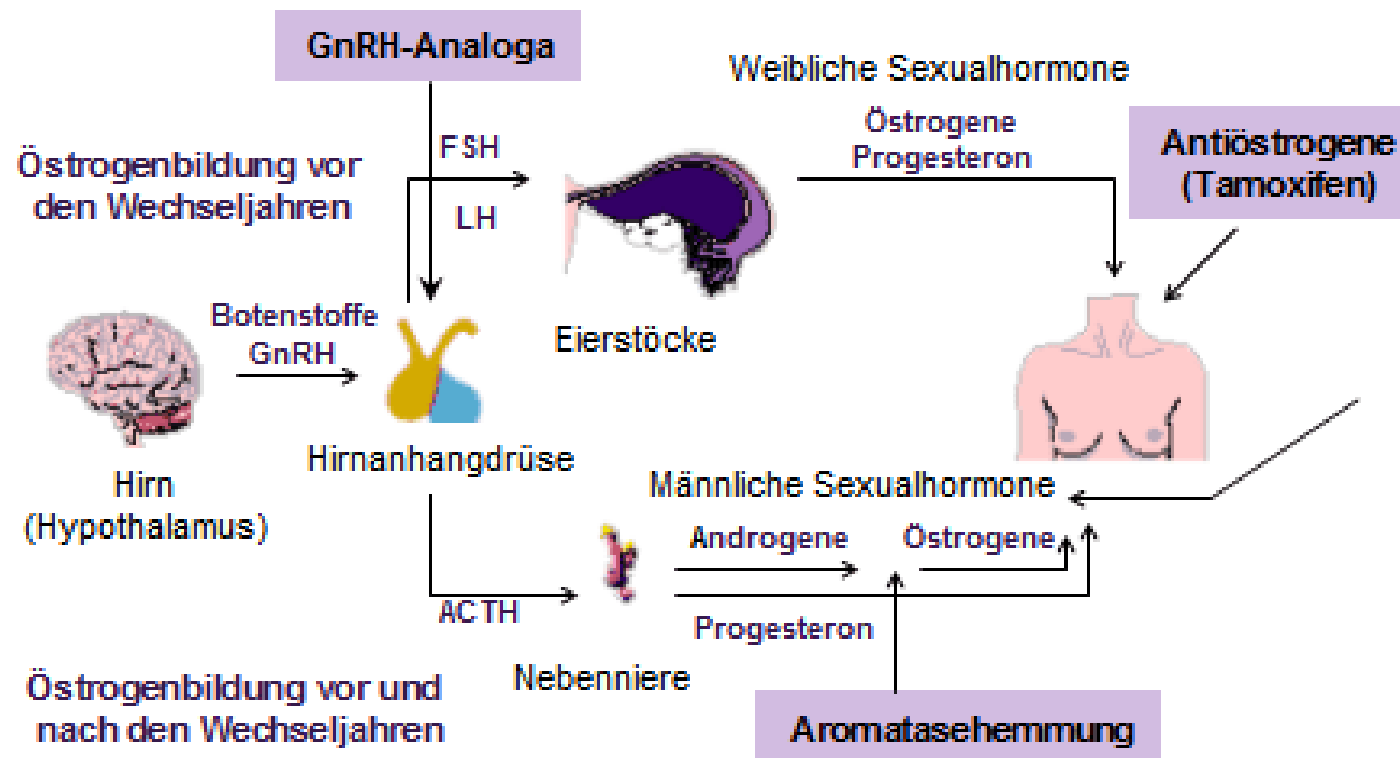 GnRH-Analoga
Weibliche Sexualhormone
Östrogene
Progesteron
Antiöstrogene
(Tamoxifen)
FSH
LH
Östrogenbildung vor
den Wechseljahren
Botenstoffe
GnRH
Eierstöcke
Hirnanhangdrüse
Hirn
(Hypothalamus)
Männliche Sexualhormone
Androgene
Östrogene
ACTH
Progesteron
Nebenniere
Östrogenbildung vor und
nach den Wechseljahren
Aromatasehemmung